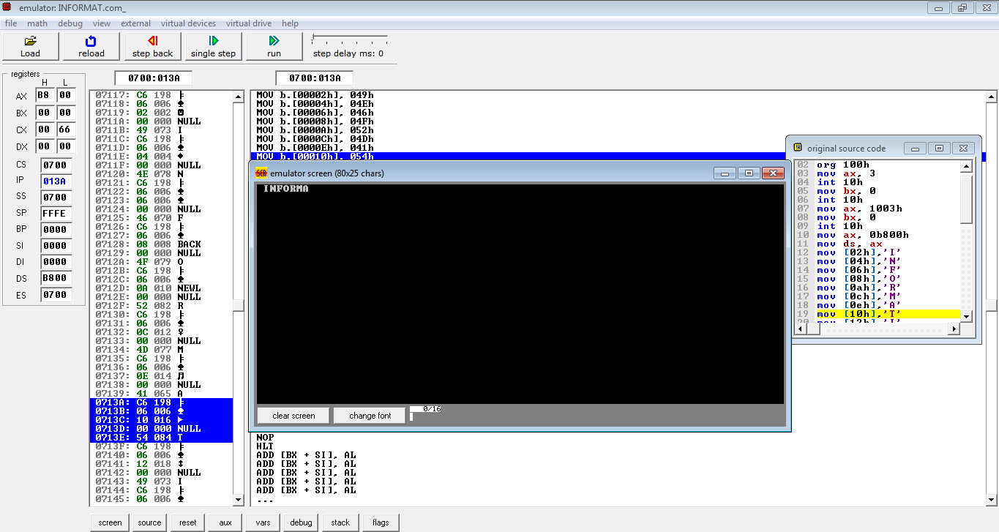 emulator: INFORMAT.com_
file math debug view external virtual devices virtual drive help
Load reload step back single step run step delay ms: 0
registers
H L
AX B8 00
BX 00 00
CX 00 66
DX 00 00
CS 0700
IP 013A
SS 0700
SP FFFE
BP 0000
SI 0000
DI 0000
DS B800
ES 0700
0700:013A
07117: C6 198
07118: 06 006
07119: 02 002
0711A: 00 000 NULL
0711B: 49 073 I
0711C: C6 198
0711D: 06 006
0711E: 04 004
0711F: 00 000 NULL
07120: 4E 078 N
07121: C6 198
07122: 06 006
07123: 06 006
07124: 00 000 NULL
07125: 46 070 F
07126: C6 198
07127: 06 006
07128: 08 008 BACK
07129: 00 000 NULL
0712A: 4F 079 O
0712B: C6 198
0712C: 06 006
0712D: 0A 010 NEWL
0712E: 00 000 NULL
0712F: 52 082 R
07130: C6 198
07131: 06 006
07132: 0C 012
07133: 00 000 NULL
07134: 4D 077 M
07135: C6 198
07136: 06 006
07137: 0E 014
07138: 00 000 NULL
07139: 41 065 A
0713A: C6 198
0713B: 06 006
0713C: 10 016
0713D: 00 000 NULL
0713E: 54 084 T
0713F: C6 198
07140: 06 006
07141: 12 018
07142: 00 000 NULL
07143: 49 073 I
07144: C6 198
07145: 06 006
0700:013A
MOV b.[00002h], 049h
MOV b.[00004h], 04Eh
MOV b.[00006h], 046h
MOV b.[00008h], 04Fh
MOV b.[0000Ah], 052h
MOV b.[0000Ch], 04Dh
MOV b.[0000Eh], 041h
MOV b.[00010h], 054h
NOP
HLT
ADD [BX + SI], AL
ADD [BX + SI], AL
ADD [BX + SI], AL
ADD [BX + SI], AL
ADD [BX + SI], AL
...
SCR emulator screen (80x25 chars)
INFORMA
clear screen change font 0/16
original source code
02 org 100h
03 mov ax, 3
04 int 10h
05 mov bx, 0
06 int 10h
07 mov ax, 1003h
08 mov bx, 0
09 int 10h
10 mov ax, 0b800h
11 mov ds, ax
12 mov [02h],'I'
13 mov [04h],'N'
14 mov [06h],'F'
15 mov [08h],'O'
16 mov [0ah],'R'
17 mov [0ch],'M'
18 mov [0eh],'A'
19 mov [10h],'T'
20 mov [12h],'I'
screen source reset aux vars debug stack flags